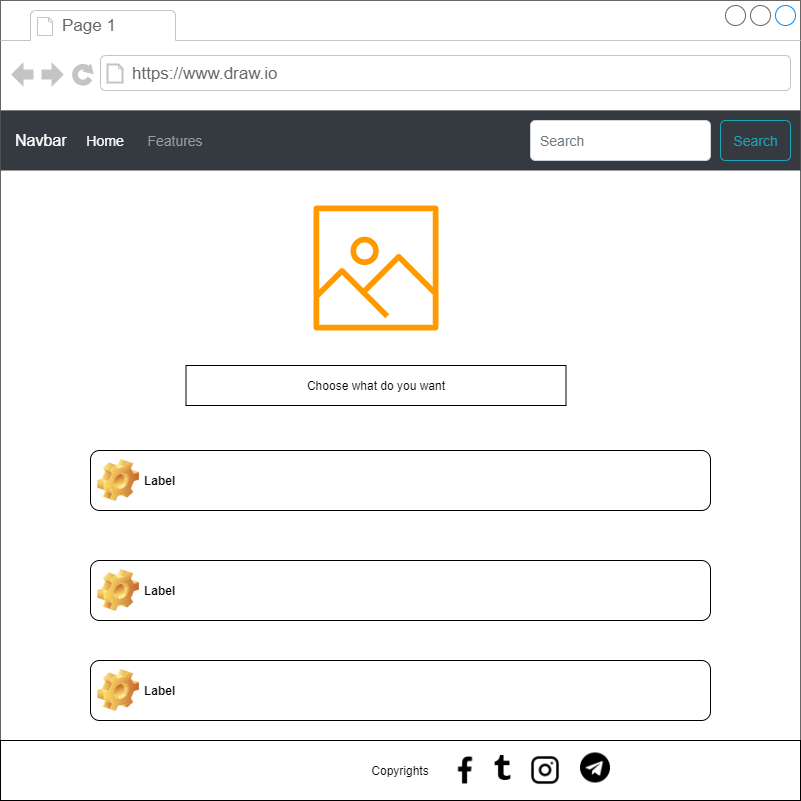 Page 1
https://www.draw.io
Navbar Home Features Search Search
Choose what do you want
Label
Label
Label
Copyrights